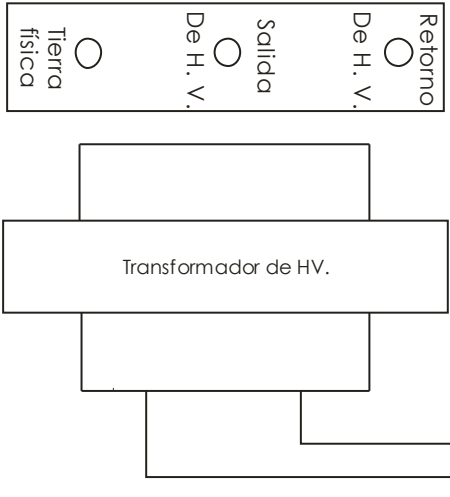 Tierra
física
Salida
De H. V.
Retorno
De H. V.
Transformador de HV.